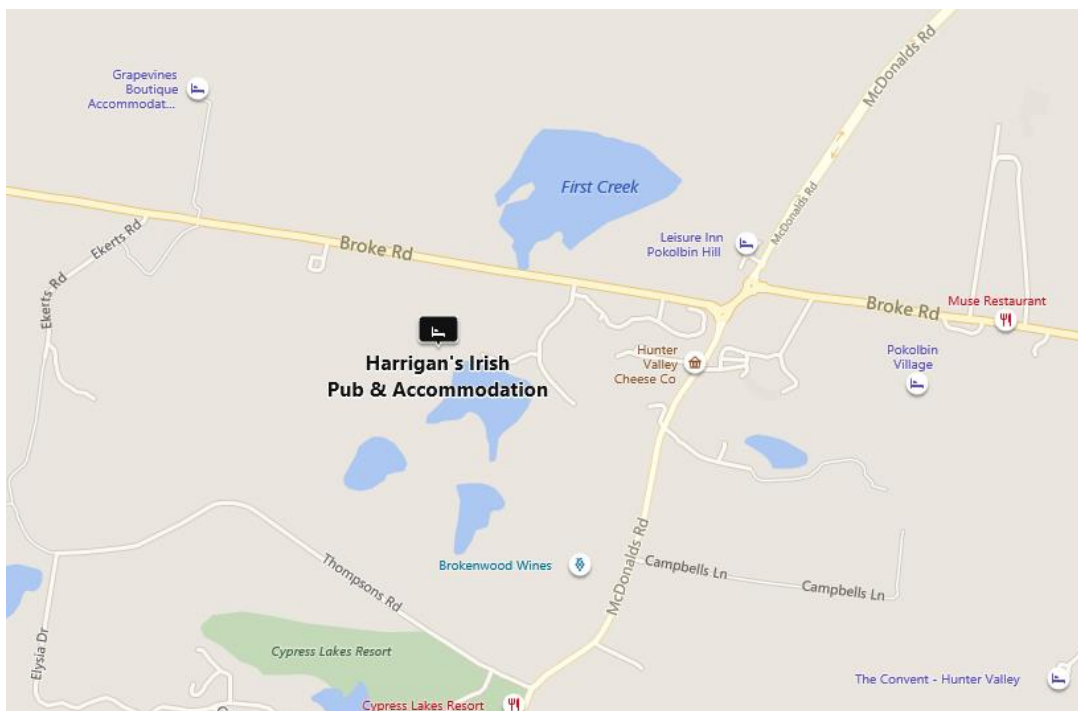 McDonalds Rd
Grapevines
Boutique
Accommodat...
First Creek
McDonalds Rd
Ekerts Rd
Broke Rd
Leisure Inn
Pokolbin Hill
Ekerts Rd
Broke Rd
Muse Restaurant
Harrigan's Irish
Pub & Accommodation
Hunter
Valley
Cheese Co
Pokolbin
Village
Brokenwood Wines
McDonalds Rd
Campbells Ln
Campbells Ln
Thompsons Rd
Elysia Dr
Cypress Lakes Resort
The Convent - Hunter Valley
Cypress Lakes Resort